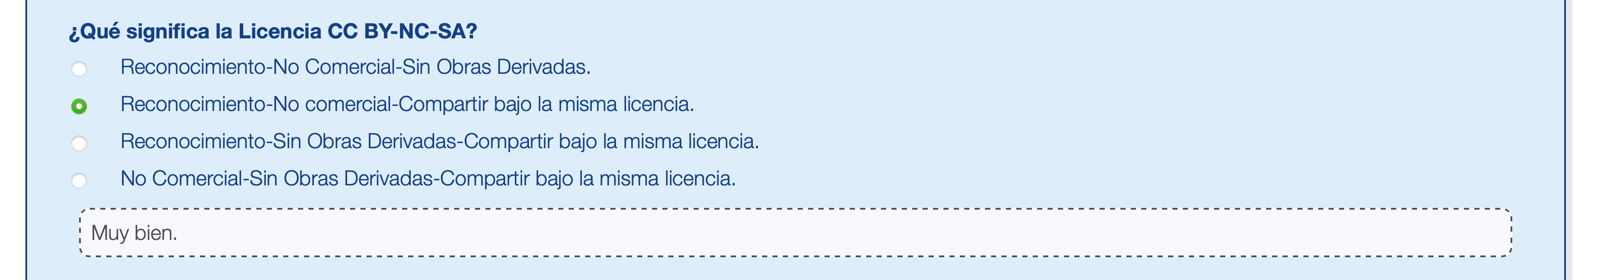 ¿Qué significa la Licencia CC BY-NC-SA?
Reconocimiento-No Comercial-Sin Obras Derivadas.
Reconocimiento-No comercial-Compartir bajo la misma licencia.
Reconocimiento-Sin Obras Derivadas-Compartir bajo la misma licencia.
No Comercial-Sin Obras Derivadas-Compartir bajo la misma licencia.
Muy bien.